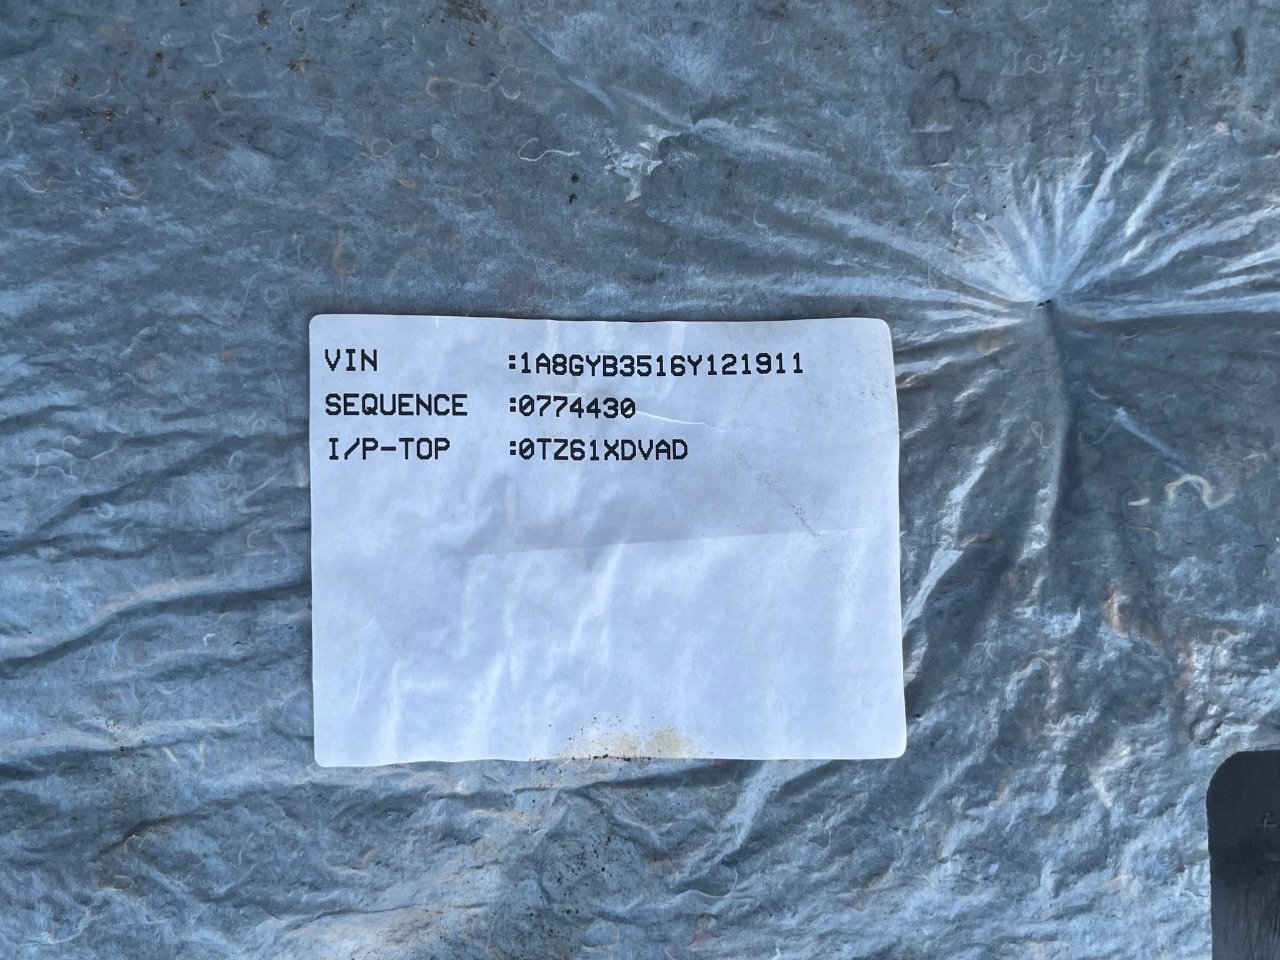 VIN :1A8GYB3516Y121911
SEQUENCE :0774430
I/P-TOP :0TZ61XDVAD